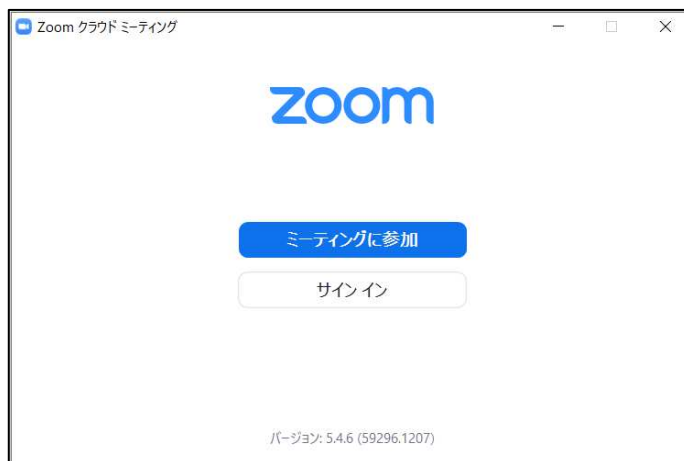 Zoom クラウド ミーティング
zoom
ミーティングに参加
サイン イン
バージョン: 5.4.6 (59296.1207)